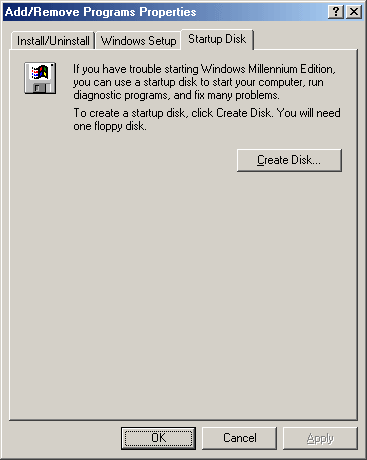 Add/Remove Programs Properties
Install/Uninstall Windows Setup Startup Disk
If you have trouble starting Windows Millennium Edition,
you can use a startup disk to start your computer, run
diagnostic programs, and fix many problems.
To create a startup disk, click Create Disk. You will need
one floppy disk.
Create Disk...
OK Cancel Apply